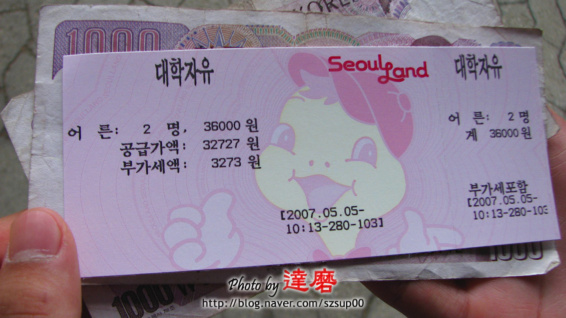 1000
대학자유
SeoulLand
대학자유
어 른: 2 명, 36000 원
공급가액: 32727 원
부가세액: 3273 원
어 른: 2 명
계 36000 원
[2007.05.05-
10:13-280-103]
부가세포함
[2007.05.05-
10:13-280-103
1000 W
1000
Photo by 達磨
http://blog.naver.com/szsup00